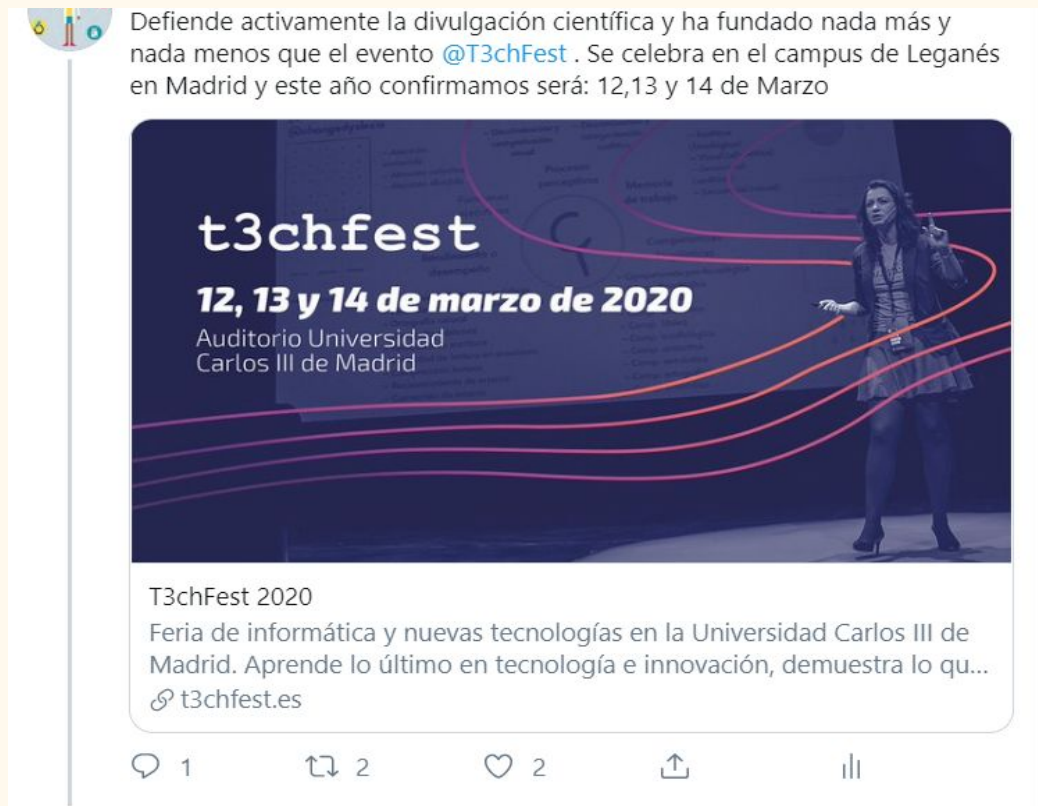 Defiende activamente la divulgación científica y ha fundado nada más y
nada menos que el evento @T3chFest . Se celebra en el campus de Leganés
en Madrid y este año confirmamos será: 12,13 y 14 de Marzo
t3chfest
12, 13 y 14 de marzo de 2020
Auditorio Universidad
Carlos III de Madrid
T3chFest 2020
Feria de informática y nuevas tecnologías en la Universidad Carlos III de
Madrid. Aprende lo último en tecnología e innovación, demuestra lo qu...
t3chfest.es
1 2 2